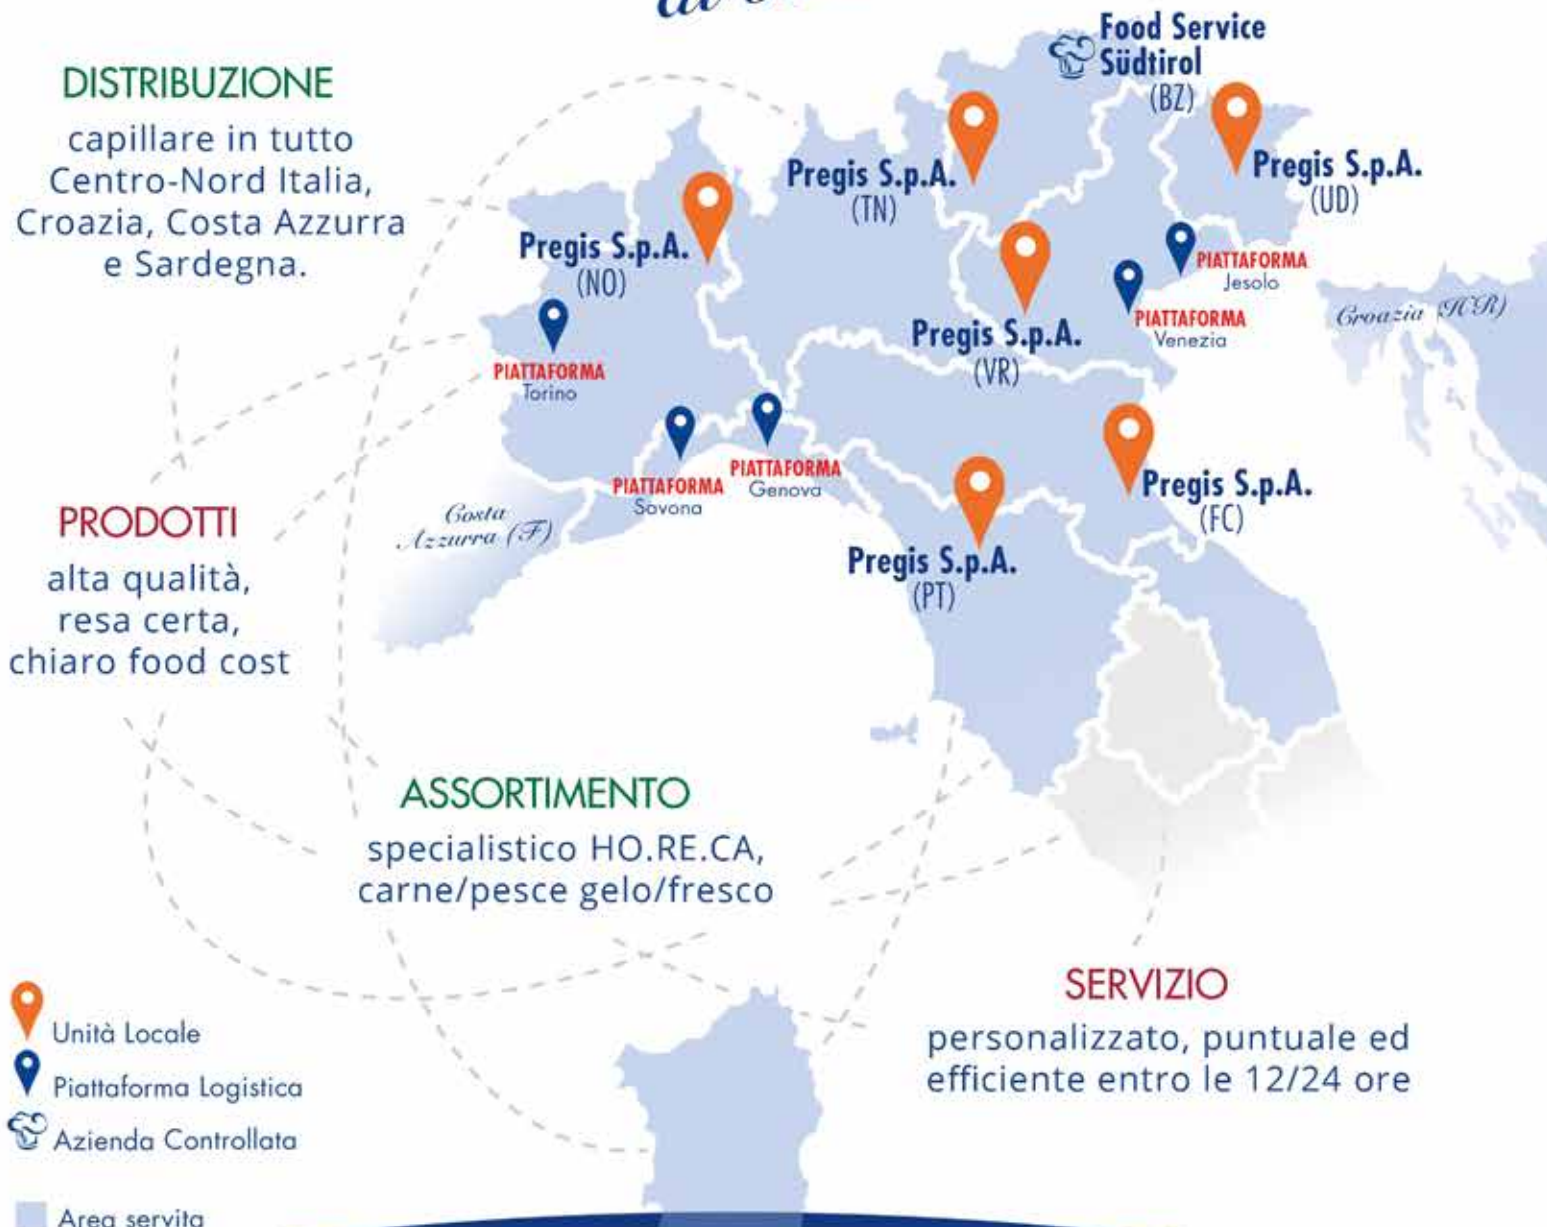 DISTRIBUZIONE
capillare in tutto
Centro-Nord Italia,
Croazia, Costa Azzurra
e Sardegna.
Food Service
Südtirol
(BZ)
Pregis S.p.A.
(TN)
Pregis S.p.A.
(UD)
Pregis S.p.A.
(NO)
PIATTAFORMA
Jesolo
PIATTAFORMA
Venezia
Croazia (HR)
Pregis S.p.A.
(VR)
PIATTAFORMA
Torino
PIATTAFORMA
Genova
PIATTAFORMA
Sovona
Pregis S.p.A.
(FC)
Costa
Azzurra (F)
Pregis S.p.A.
(PT)
PRODOTTI
alta qualità,
resa certa,
chiaro food cost
ASSORTIMENTO
specialistico HO.RE.CA,
carne/pesce gelo/fresco
SERVIZIO
personalizzato, puntuale ed
efficiente entro le 12/24 ore
Unità Locale
Piattaforma Logistica
Azienda Controllata
Area servita